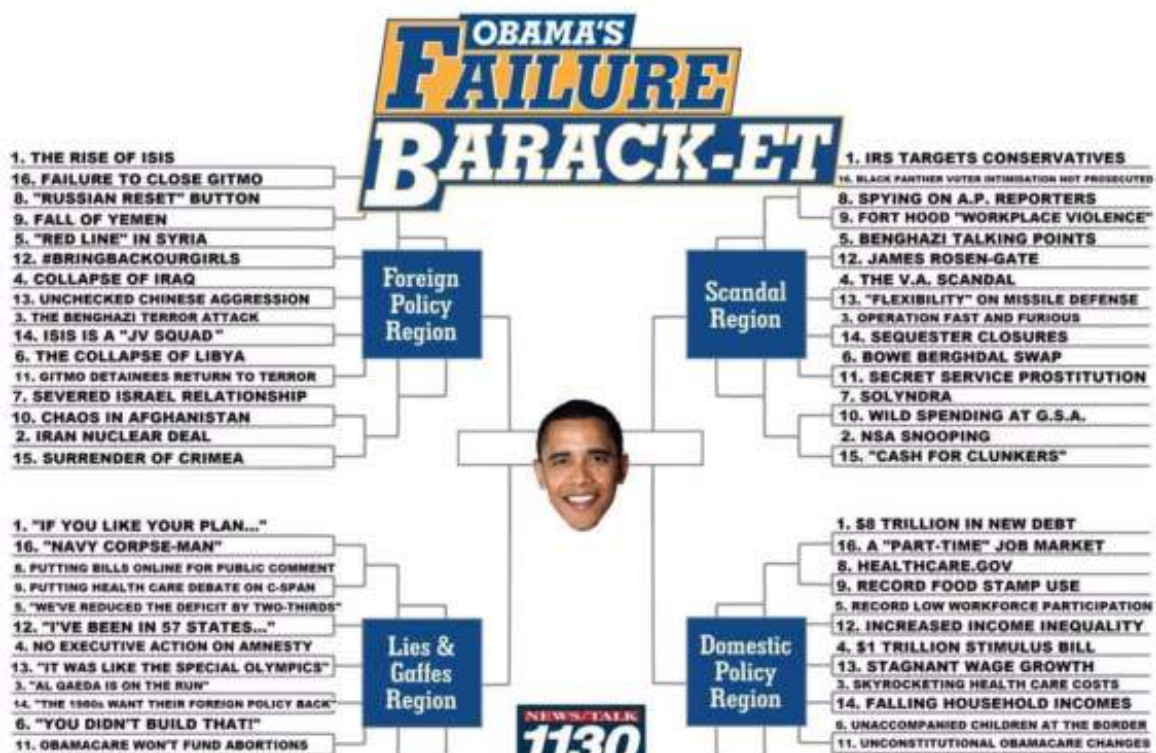 OBAMA'S
FAILURE
BARACK-ET
1. THE RISE OF ISIS
16. FAILURE TO CLOSE GITMO
8. "RUSSIAN RESET" BUTTON
9. FALL OF YEMEN
5. "RED LINE" IN SYRIA
12. #BRINGBACKOURGIRLS
4. COLLAPSE OF IRAQ
13. UNCHECKED CHINESE AGGRESSION
3. THE BENGHAZI TERROR ATTACK
14. ISIS IS A "JV SQUAD"
6. THE COLLAPSE OF LIBYA
11. GITMO DETAINEES RETURN TO TERROR
7. SEVERED ISRAEL RELATIONSHIP
10. CHAOS IN AFGHANISTAN
2. IRAN NUCLEAR DEAL
15. SURRENDER OF CRIMEA
Foreign
Policy
Region
Scandal
Region
1. IRS TARGETS CONSERVATIVES
16. BLACK PANTHER VOTER INTIMIDATION NOT PROSECUTED
8. SPYING ON A.P. REPORTERS
9. FORT HOOD "WORKPLACE VIOLENCE"
5. BENGHAZI TALKING POINTS
12. JAMES ROSEN-GATE
4. THE V.A. SCANDAL
13. "FLEXIBILITY" ON MISSILE DEFENSE
3. OPERATION FAST AND FURIOUS
14. SEQUESTER CLOSURES
6. BOWE BERGHDAL SWAP
11. SECRET SERVICE PROSTITUTION
7. SOLYNDRA
10. WILD SPENDING AT G.S.A.
2. NSA SNOOPING
15. "CASH FOR CLUNKERS"
1. "IF YOU LIKE YOUR PLAN..."
16. "NAVY CORPSE-MAN"
8. PUTTING BILLS ONLINE FOR PUBLIC COMMENT
9. PUTTING HEALTH CARE DEBATE ON C-SPAN
5. "WE'VE REDUCED THE DEFICIT BY TWO-THIRDS"
12. "I'VE BEEN IN 57 STATES..."
4. NO EXECUTIVE ACTION ON AMNESTY
13. "IT WAS LIKE THE SPECIAL OLYMPICS"
3. "AL QAEDA IS ON THE RUN"
14. "THE 1980s WANT THEIR FOREIGN POLICY BACK"
6. "YOU DIDN'T BUILD THAT!"
11. OBAMACARE WON'T FUND ABORTIONS
Lies &
Gaffes
Region
NEWS/TALK
1130
Domestic
Policy
Region
1. $8 TRILLION IN NEW DEBT
16. A "PART-TIME" JOB MARKET
8. HEALTHCARE.GOV
9. RECORD FOOD STAMP USE
5. RECORD LOW WORKFORCE PARTICIPATION
12. INCREASED INCOME INEQUALITY
4. $1 TRILLION STIMULUS BILL
13. STAGNANT WAGE GROWTH
3. SKYROCKETING HEALTH CARE COSTS
14. FALLING HOUSEHOLD INCOMES
6. UNACCOMPANIED CHILDREN AT THE BORDER
11. UNCONSTITUTIONAL OBAMACARE CHANGES